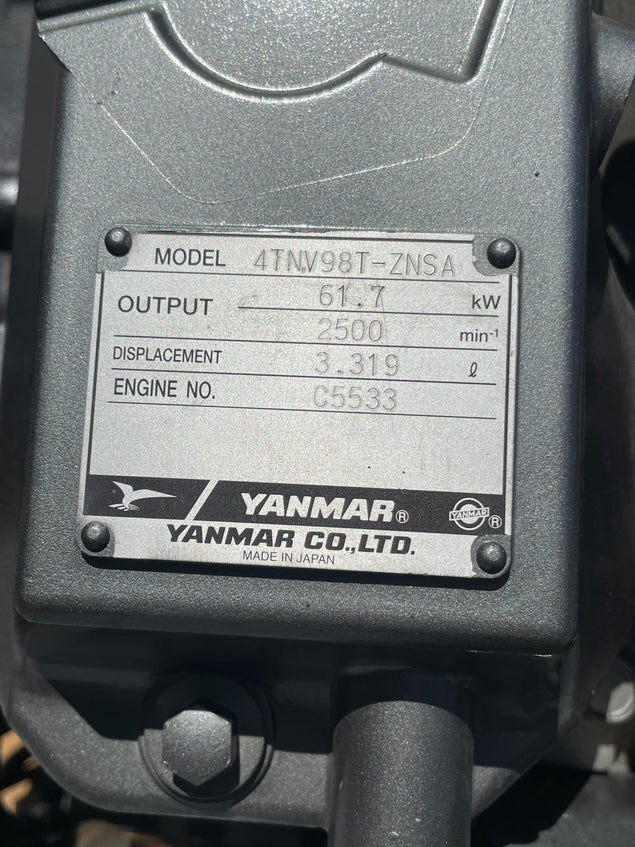 MODEL 4TNV98T-ZNSA
OUTPUT 61.7 kW
2500 min-1
DISPLACEMENT 3.319 ℓ
ENGINE NO. C5533
YANMAR® YANMAR ®
YANMAR CO.,LTD.
MADE IN JAPAN